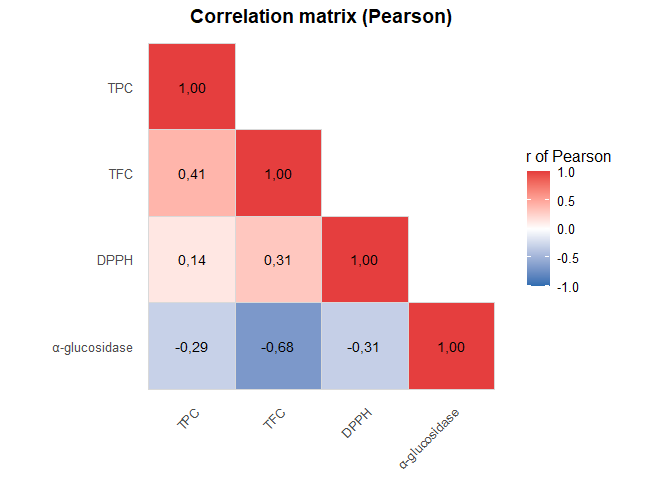 Correlation matrix (Pearson)
TPC
1,00
TFC
0,41
1,00
DPPH
0,14
0,31
1,00
α-glucosidase
-0,29
-0,68
-0,31
1,00
TPC
TFC
DPPH
α-glucosidase
r of Pearson
1.0
0.5
0.0
-0.5
-1.0